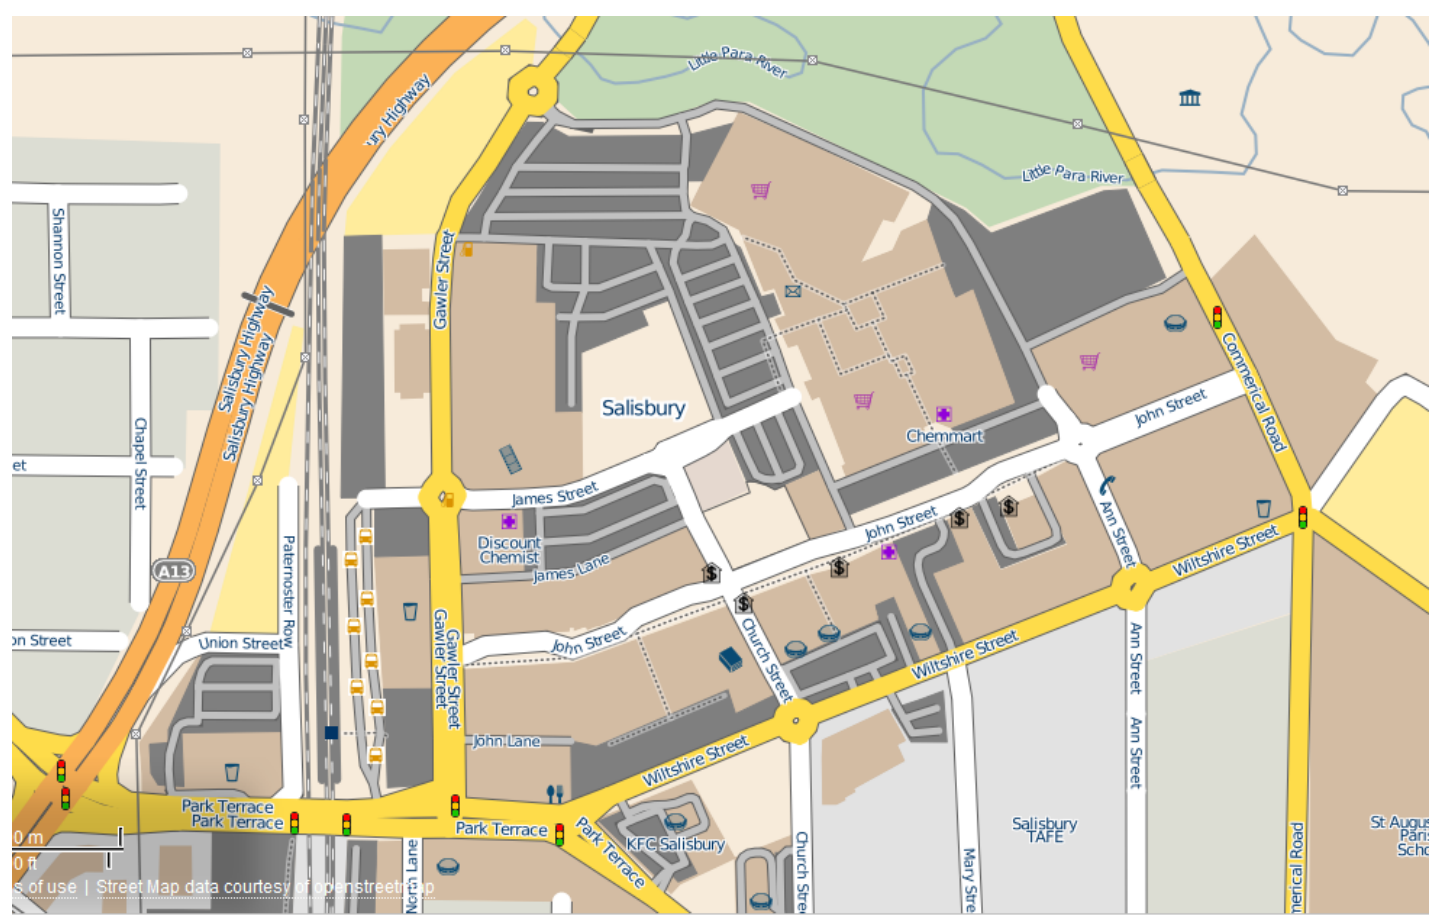 Little Para River
ury Highway
Little Para River
Shannon Street
Gawler Street
Salisbury Highway
Salisbury Highway
Commerical Road
Salisbury
John Street
Chapel Street
et
Chemmart
James Street
Ann Street
John Street
Discount
Chemist
Wiltshire Street
James Lane
A13
Paternoster Row
Gawler Street
Gawler Street
on Street
Union Street
John Street
Church Street
Wiltshire Street
Ann Street
John Lane
Wiltshire Street
Ann Street
Park Terrace
Park Terrace
Park Terrace
Park Terrace
KFC Salisbury
Salisbury
TAFE
St Augus
Paris
Scho
0 m
0 ft
North Lane
Church Stree
Mary Stre
merical Road
s of use | Street Map data courtesy of openstreetmap